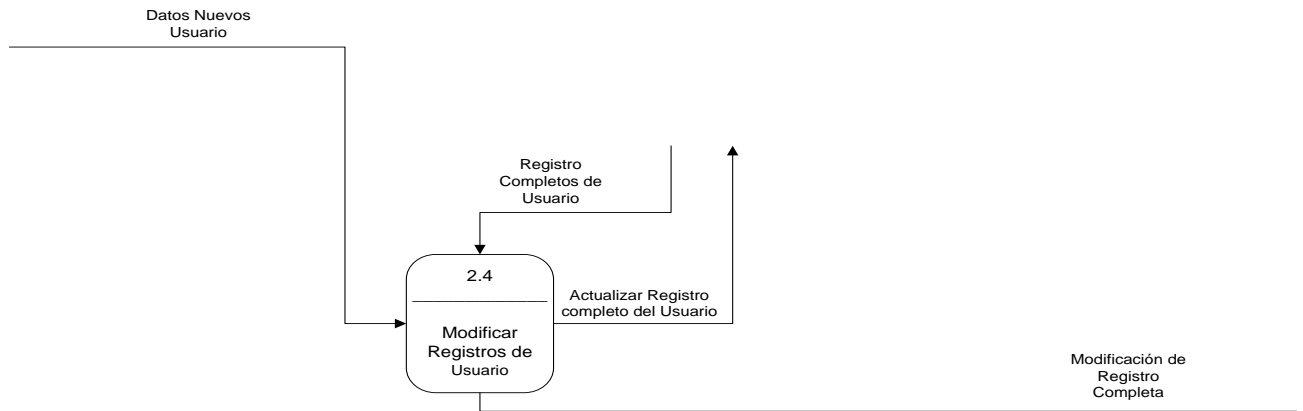 Datos Nuevos
Usuario
Registro
Completos de
Usuario
2.4
Actualizar Registro
completo del Usuario
Modificar
Registros de
Usuario
Modificación de
Registro
Completa